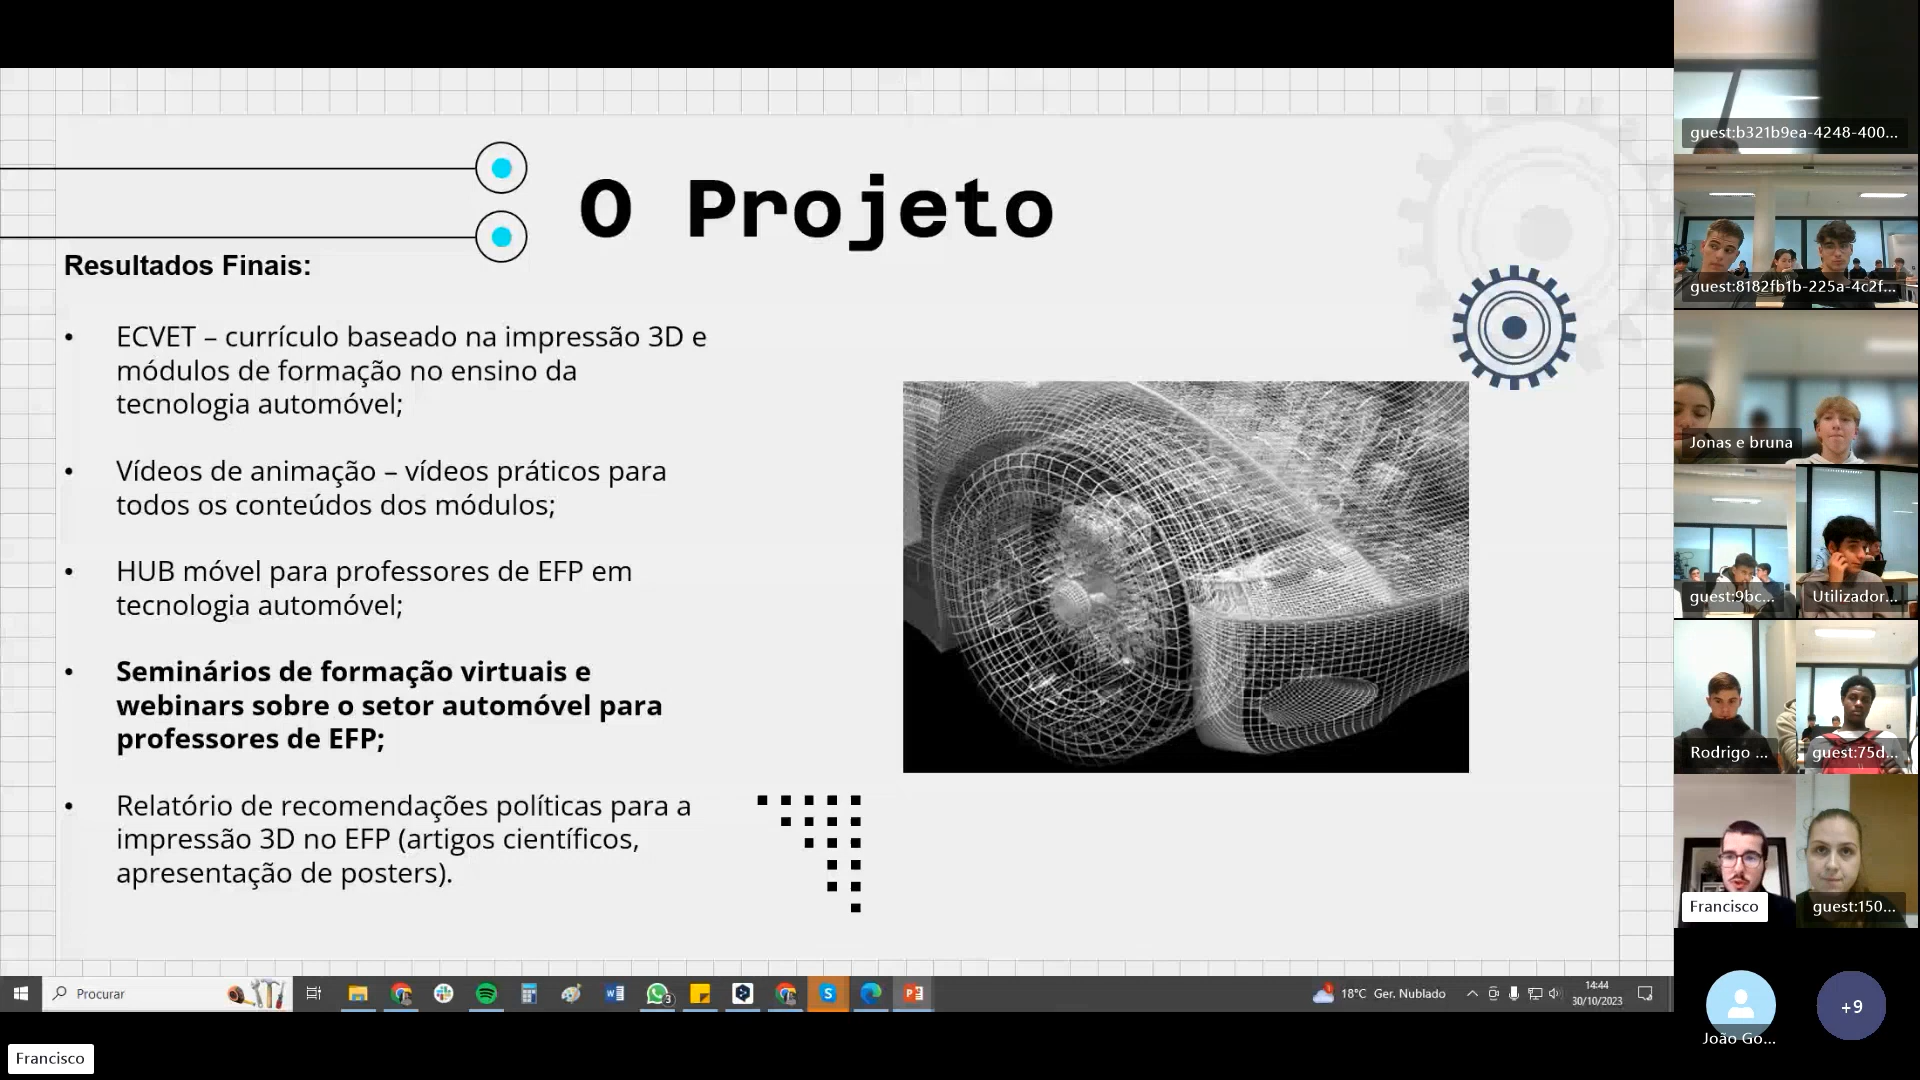 O Projeto
Resultados Finais:
• ECVET – currículo baseado na impressão 3D e
módulos de formação no ensino da
tecnologia automóvel;
• Vídeos de animação – vídeos práticos para
todos os conteúdos dos módulos;
• HUB móvel para professores de EFP em
tecnologia automóvel;
• Seminários de formação virtuais e
webinars sobre o setor automóvel para
professores de EFP;
• Relatório de recomendações políticas para a
impressão 3D no EFP (artigos científicos,
apresentação de posters).
Procurar
3
18°C Ger. Nublado
14:44
30/10/2023
Francisco
guest:b321b9ea-4248-400...
guest:8182fb1b-225a-4c2f...
Jonas e bruna
guest:9bc...
Utilizador...
Rodrigo ...
guest:75d...
Francisco
guest:150...
João Go...
+9